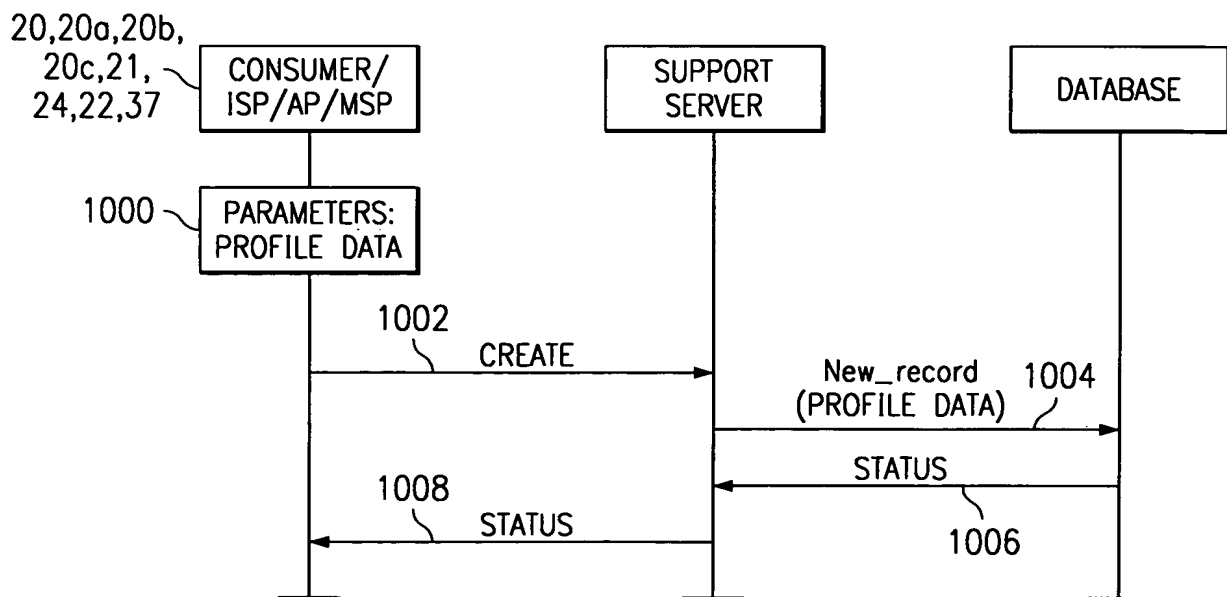 20,20a,20b,
20c,21,
24,22,37
CONSUMER/
ISP/AP/MSP
SUPPORT
SERVER
DATABASE
1000
PARAMETERS:
PROFILE DATA
1002
CREATE
New_record
(PROFILE DATA)
1004
STATUS
1006
1008
STATUS